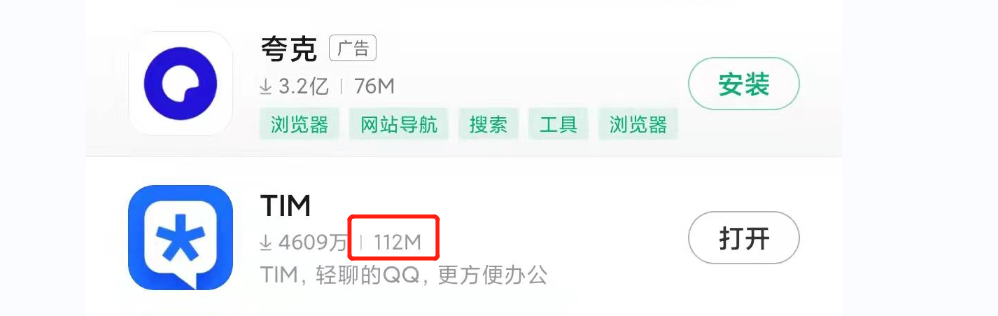 夸克 广告
3.2亿 | 76M
安装
浏览器 网站导航 搜索 工具 浏览器
TIM
4609万 | 112M
打开
TIM，轻聊的QQ，更方便办公